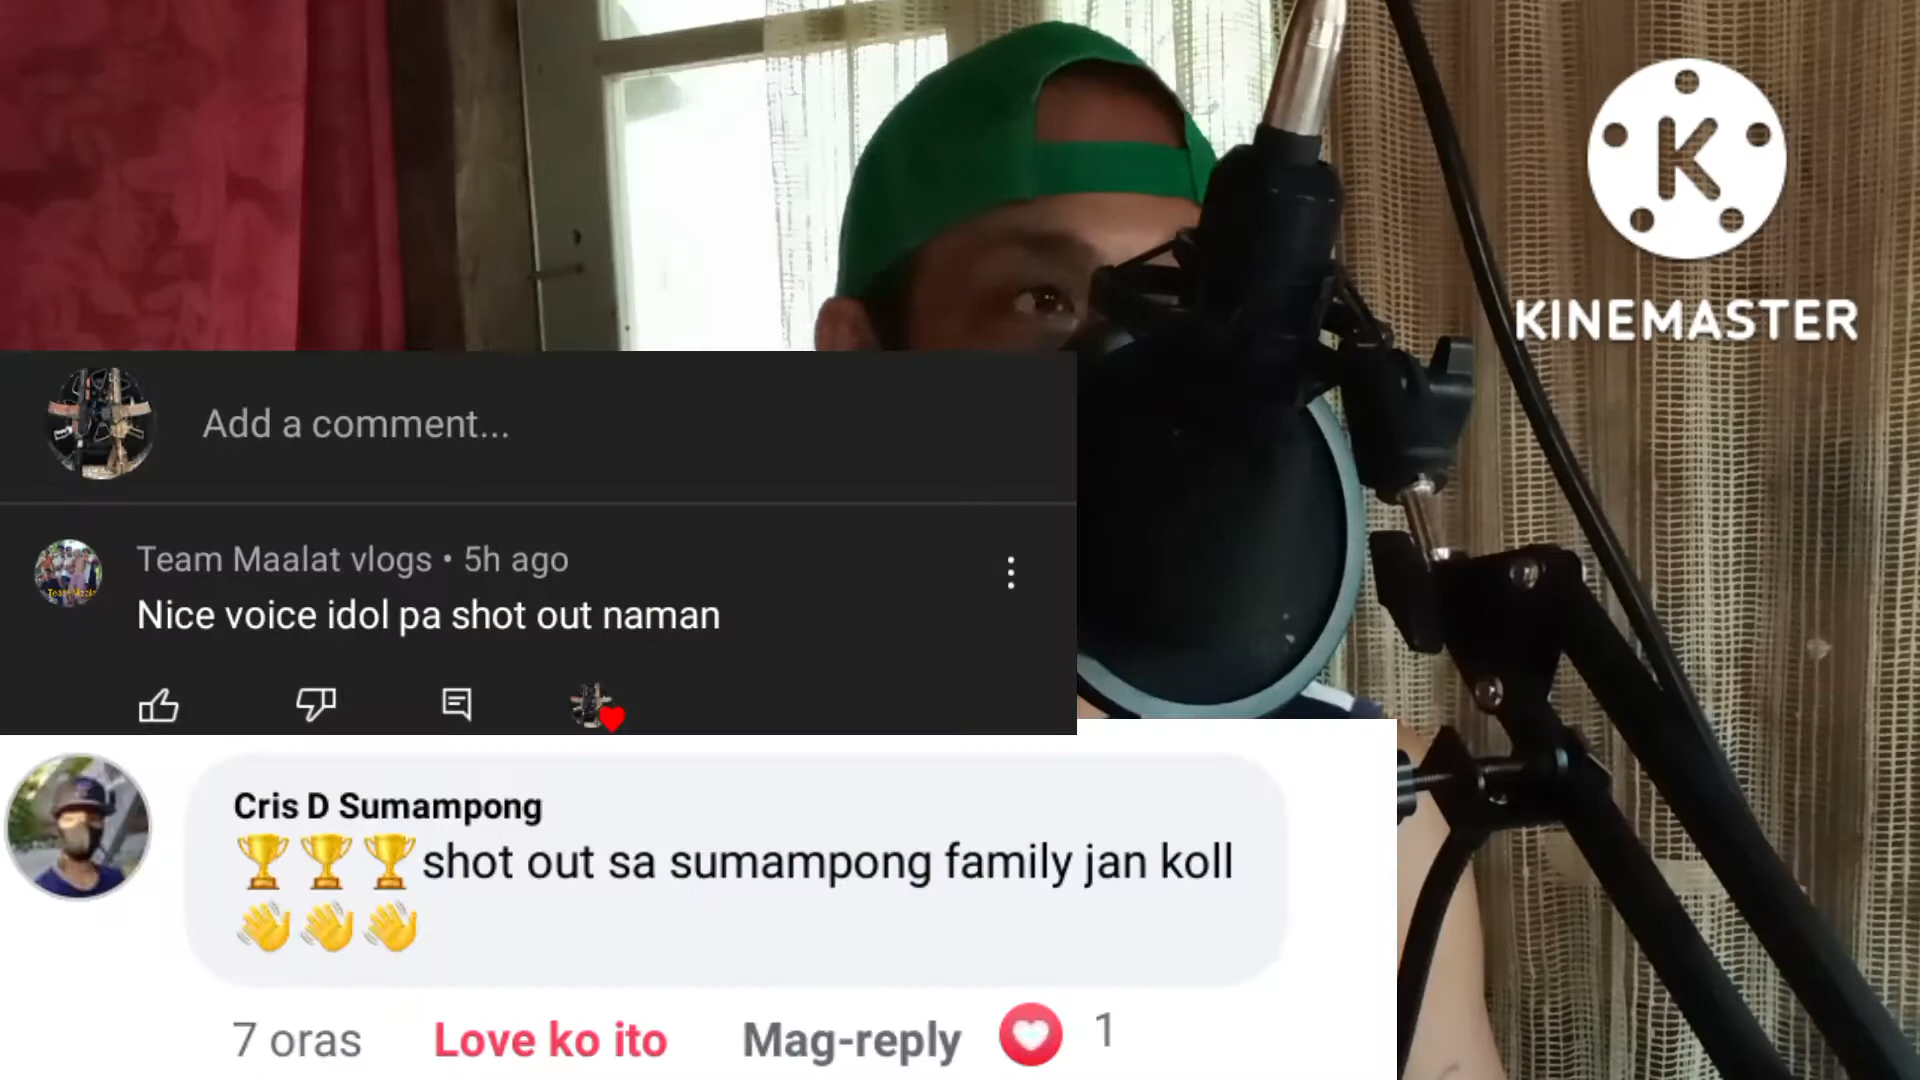 KINEMASTER
Add a comment...
Team Maalat vlogs • 5h ago
Nice voice idol pa shot out naman
Cris D Sumampong
🏆🏆🏆shot out sa sumampong family jan koll
👋👋👋
7 oras Love ko ito Mag-reply 1